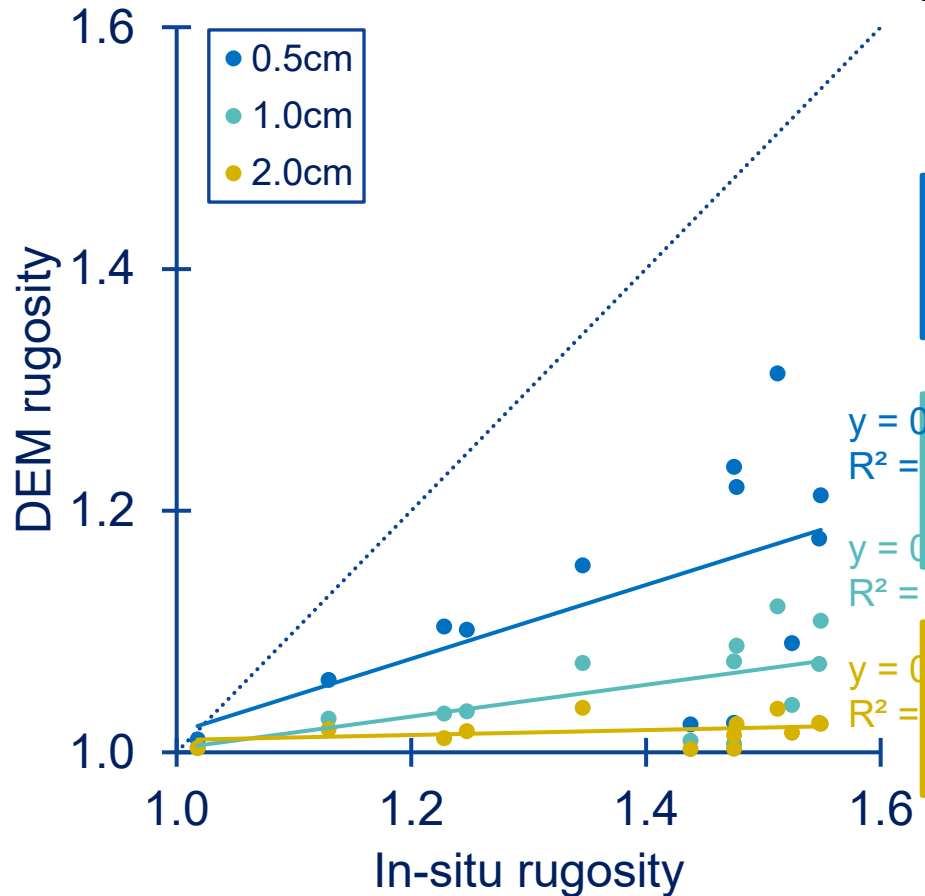 1.6
0.5cm
1.0cm
2.0cm
1.4
DEM rugosity
1.2
y = 0
R² =
y = 0
R² =
y = 0
R² =
1.0
1.0 1.2 1.4 1.6
In-situ rugosity